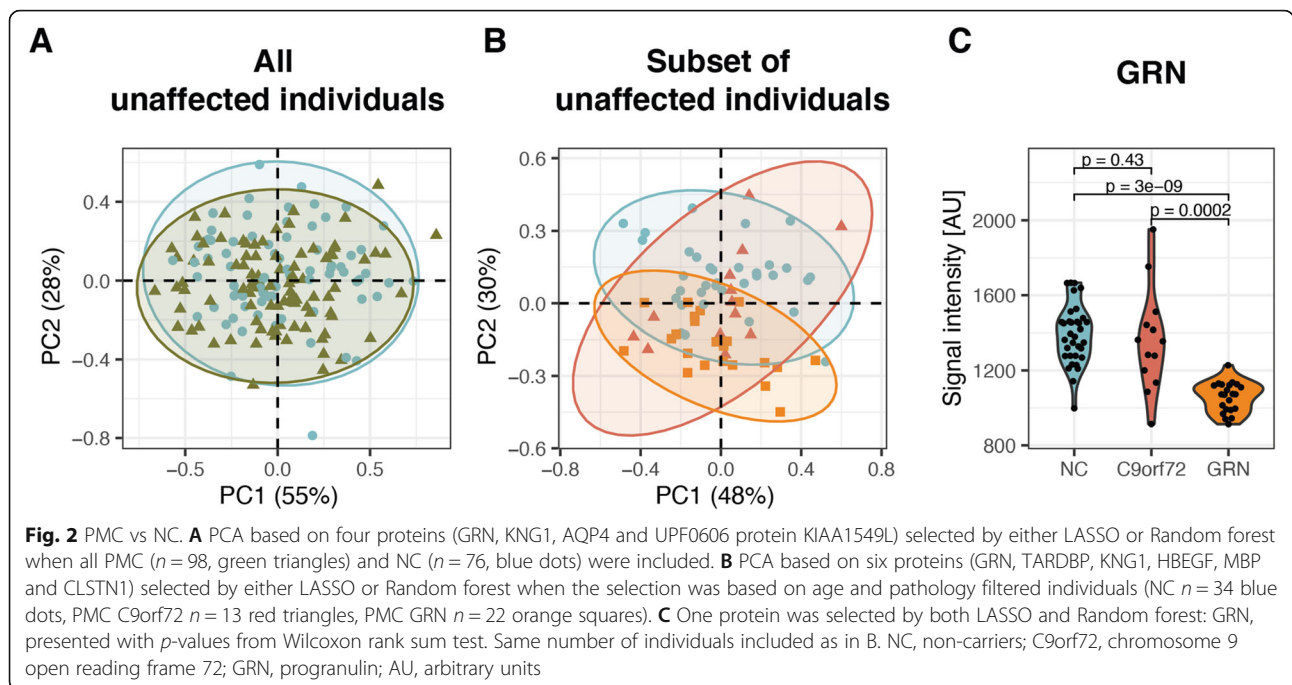 A
All
unaffected individuals
PC2 (28%)
0.4
0.0
−0.4
−0.8
−0.5
0.0
0.5
PC1 (55%)
B
Subset of
unaffected individuals
PC2 (30%)
0.6
0.3
0.0
−0.3
−0.6
−0.8
−0.4
0.0
0.4
0.8
PC1 (48%)
C
GRN
Signal intensity [AU]
2000
1600
1200
800
p = 0.43
p = 3e−09
p = 0.0002
NC
C9orf72
GRN
Fig. 2 PMC vs NC. A PCA based on four proteins (GRN, KNG1, AQP4 and UPF0606 protein KIAA1549L) selected by either LASSO or Random forest
when all PMC (n = 98, green triangles) and NC (n = 76, blue dots) were included. B PCA based on six proteins (GRN, TARDBP, KNG1, HBEGF, MBP
and CLSTN1) selected by either LASSO or Random forest when the selection was based on age and pathology filtered individuals (NC n = 34 blue
dots, PMC C9orf72 n = 13 red triangles, PMC GRN n = 22 orange squares). C One protein was selected by both LASSO and Random forest: GRN,
presented with p-values from Wilcoxon rank sum test. Same number of individuals included as in B. NC, non-carriers; C9orf72, chromosome 9
open reading frame 72; GRN, progranulin; AU, arbitrary units